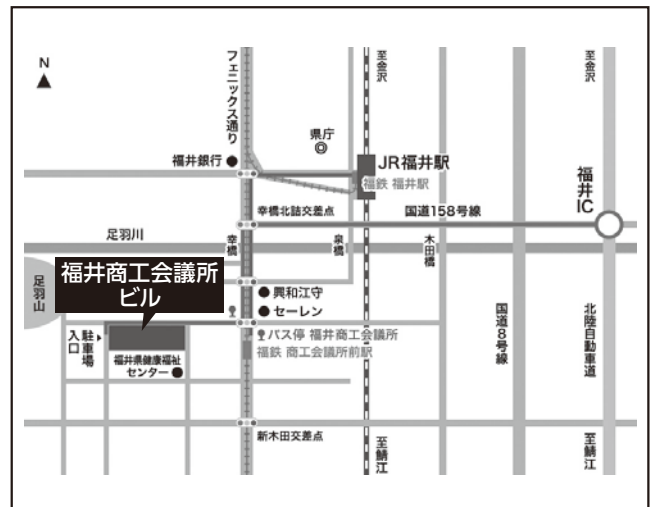 N
フェニックス通り
至金沢
至金沢
県庁
福井銀行
JR福井駅
福鉄 福井駅
福井
IC
幸橋北詰交差点
国道158号線
足羽川
幸橋
泉橋
木田橋
足羽山
福井商工会議所
ビル
興和江守
セーレン
バス停 福井商工会議所
福鉄 商工会議所前駅
駐車場
入口
福井県健康福祉
センター
国道8号線
北陸自動車道
新木田交差点
至鯖江
至鯖江